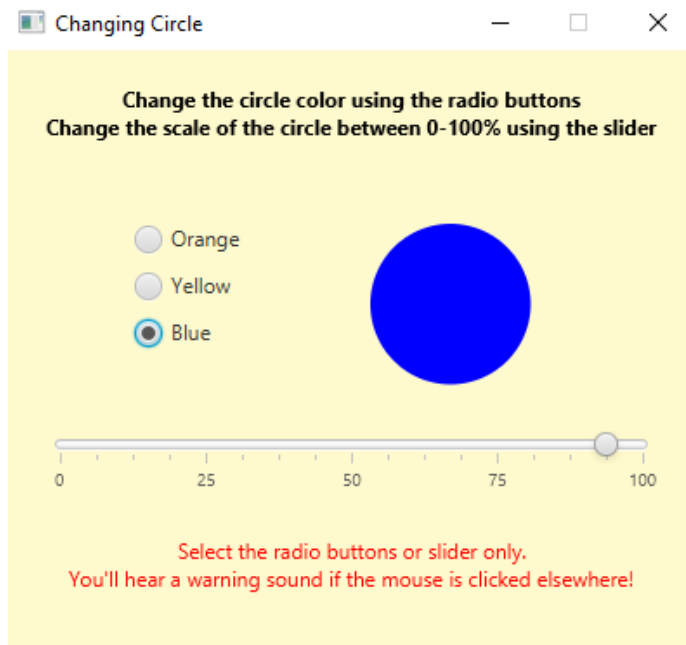 Changing Circle
Change the circle color using the radio buttons
Change the scale of the circle between 0-100% using the slider
Orange
Yellow
Blue
0 25 50 75 100
Select the radio buttons or slider only.
You'll hear a warning sound if the mouse is clicked elsewhere!